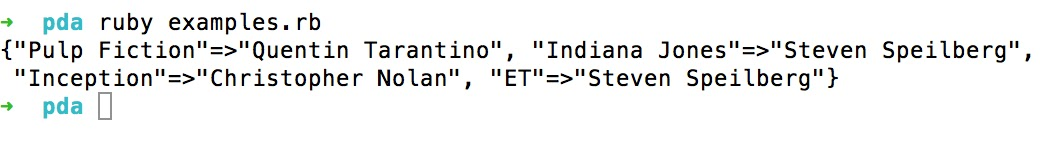 ➜ pda ruby examples.rb
{"Pulp Fiction"=>"Quentin Tarantino", "Indiana Jones"=>"Steven Speilberg",
"Inception"=>"Christopher Nolan", "ET"=>"Steven Speilberg"}
➜ pda